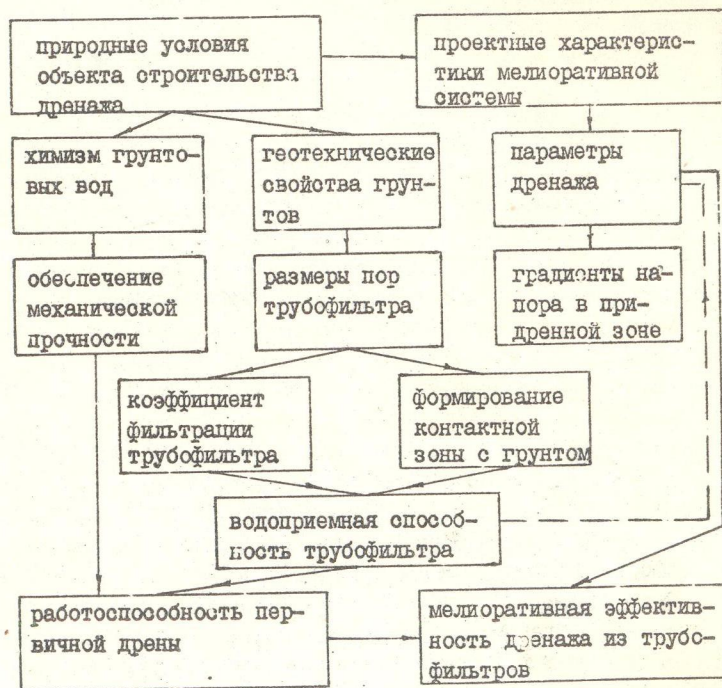 природные условия
объекта строительства
дренажа
проектные характерис-
тики мелиоративной
системы
химизм грунто-
вых вод
геотехнические
свойства грун-
тов
параметры
дренажа
обеспечение
механической
прочности
размеры пор
трубофильтра
градиенты на-
пора в при-
дренной зоне
коэффициент
фильтрации
трубофильтра
формирование
контактной
зоны с грунтом
водоприемная способ-
ность трубофильтра
работоспособность пер-
вичной дрены
мелиоративная эффектив-
ность дренажа из трубо-
фильтров